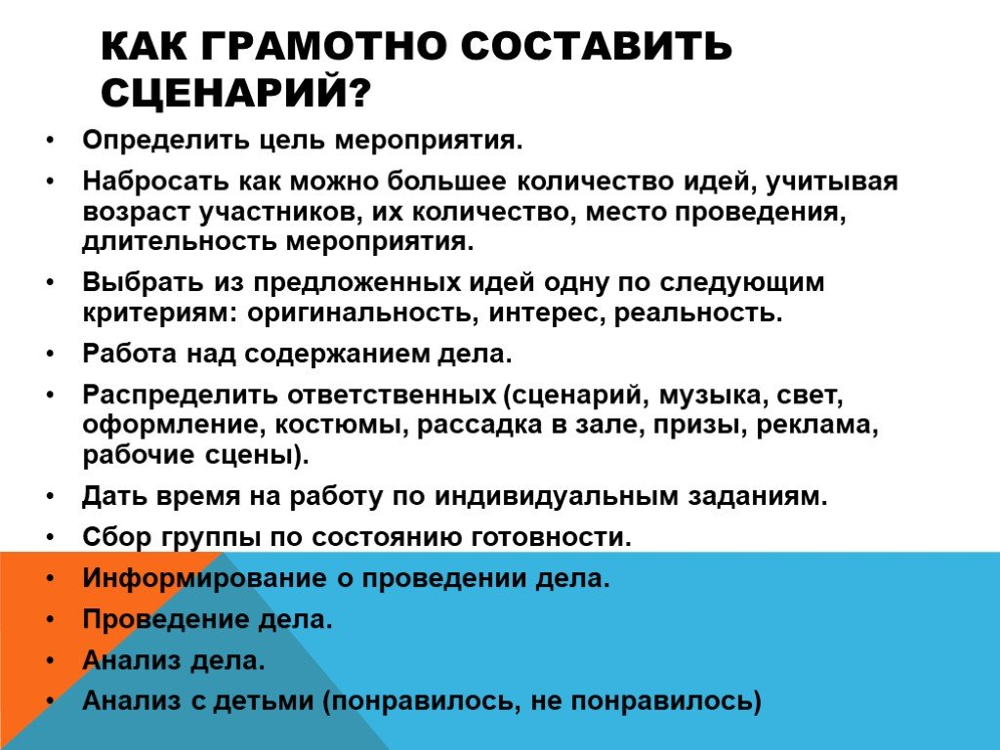 КАК ГРАМОТНО СОСТАВИТЬ
СЦЕНАРИЙ?
• Определить цель мероприятия.
• Набросать как можно большее количество идей, учитывая
возраст участников, их количество, место проведения,
длительность мероприятия.
• Выбрать из предложенных идей одну по следующим
критериям: оригинальность, интерес, реальность.
• Работа над содержанием дела.
• Распределить ответственных (сценарий, музыка, свет,
оформление, костюмы, рассадка в зале, призы, реклама,
рабочие сцены).
• Дать время на работу по индивидуальным заданиям.
• Сбор группы по состоянию готовности.
• Информирование о проведении дела.
• Проведение дела.
• Анализ дела.
• Анализ с детьми (понравилось, не понравилось)